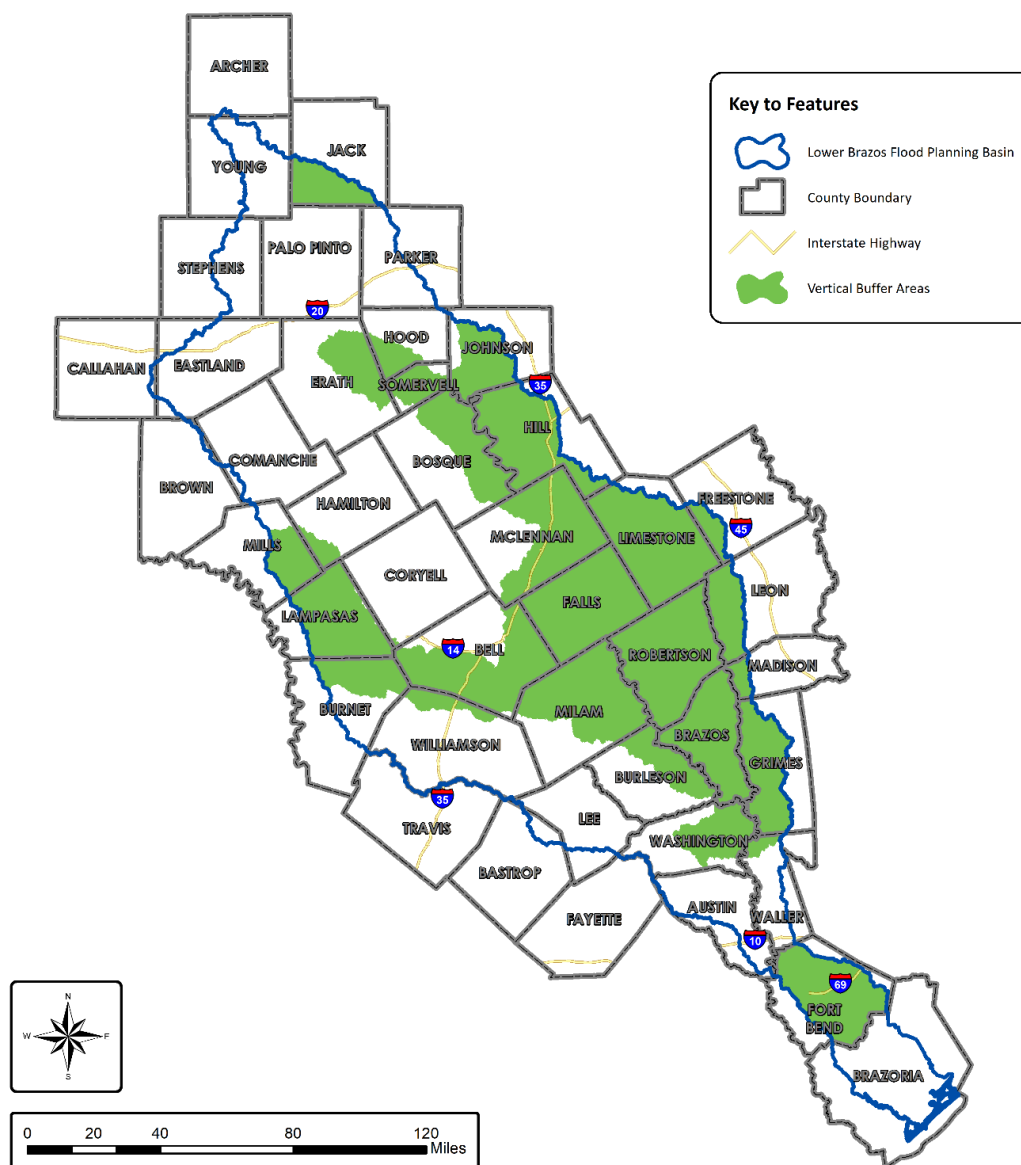 ARCHER
Key to Features
Lower Brazos Flood Planning Basin
County Boundary
Interstate Highway
Vertical Buffer Areas
JACK
YOUNG
PALO PINTO
PARKER
STEPHENS
20
HOOD
JOHNSON
CALLAHAN
EASTLAND
ERATH
SOMERVELL
35
HILL
BOSQUE
COMANCHE
BROWN
HAMILTON
FREESTONE
45
MCLENNAN
LIMESTONE
MILLS
CORYELL
LEON
LAMPASAS
FALLS
14
BELL
ROBERTSON
MADISON
BURNET
MILAM
BRAZOS
WILLIAMSON
GRIMES
BURLESON
35
TRAVIS
LEE
WASHINGTON
BASTROP
AUSTIN
WALLER
FAYETTE
10
69
FORT
BEND
BRAZORIA
N
W
E
S
0 20 40 80 120
Miles